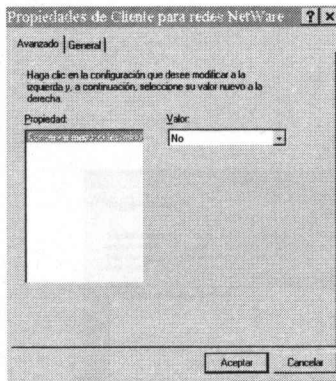 Propiedades de Cliente para redes NetWare
Avanzado General
Haga clic en la configuración que desee modificar a la
izquierda y, a continuación, seleccione su valor nuevo a la
derecha.
Propiedad: Valor:
No
Aceptar Cancelar